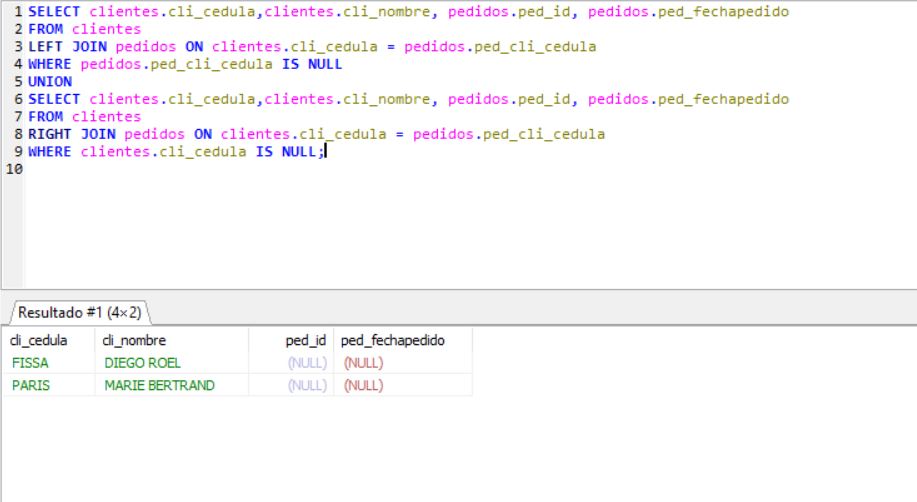 1 SELECT clientes.cli_cedula,clientes.cli_nombre, pedidos.ped_id, pedidos.ped_fechapedido
2 FROM clientes
3 LEFT JOIN pedidos ON clientes.cli_cedula = pedidos.ped_cli_cedula
4 WHERE pedidos.ped_cli_cedula IS NULL
5 UNION
6 SELECT clientes.cli_cedula,clientes.cli_nombre, pedidos.ped_id, pedidos.ped_fechapedido
7 FROM clientes
8 RIGHT JOIN pedidos ON clientes.cli_cedula = pedidos.ped_cli_cedula
9 WHERE clientes.cli_cedula IS NULL;
10
Resultado #1 (4×2)
cli_cedula cli_nombre ped_id ped_fechapedido
FISSA DIEGO ROEL (NULL) (NULL)
PARIS MARIE BERTRAND (NULL) (NULL)